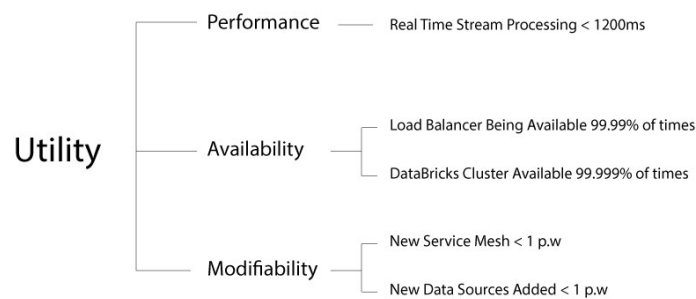 Performance
Real Time Stream Processing < 1200ms
Utility
Availability
Load Balancer Being Available 99.99% of times
DataBricks Cluster Available 99.999% of times
Modifiability
New Service Mesh < 1 p.w
New Data Sources Added < 1 p.w